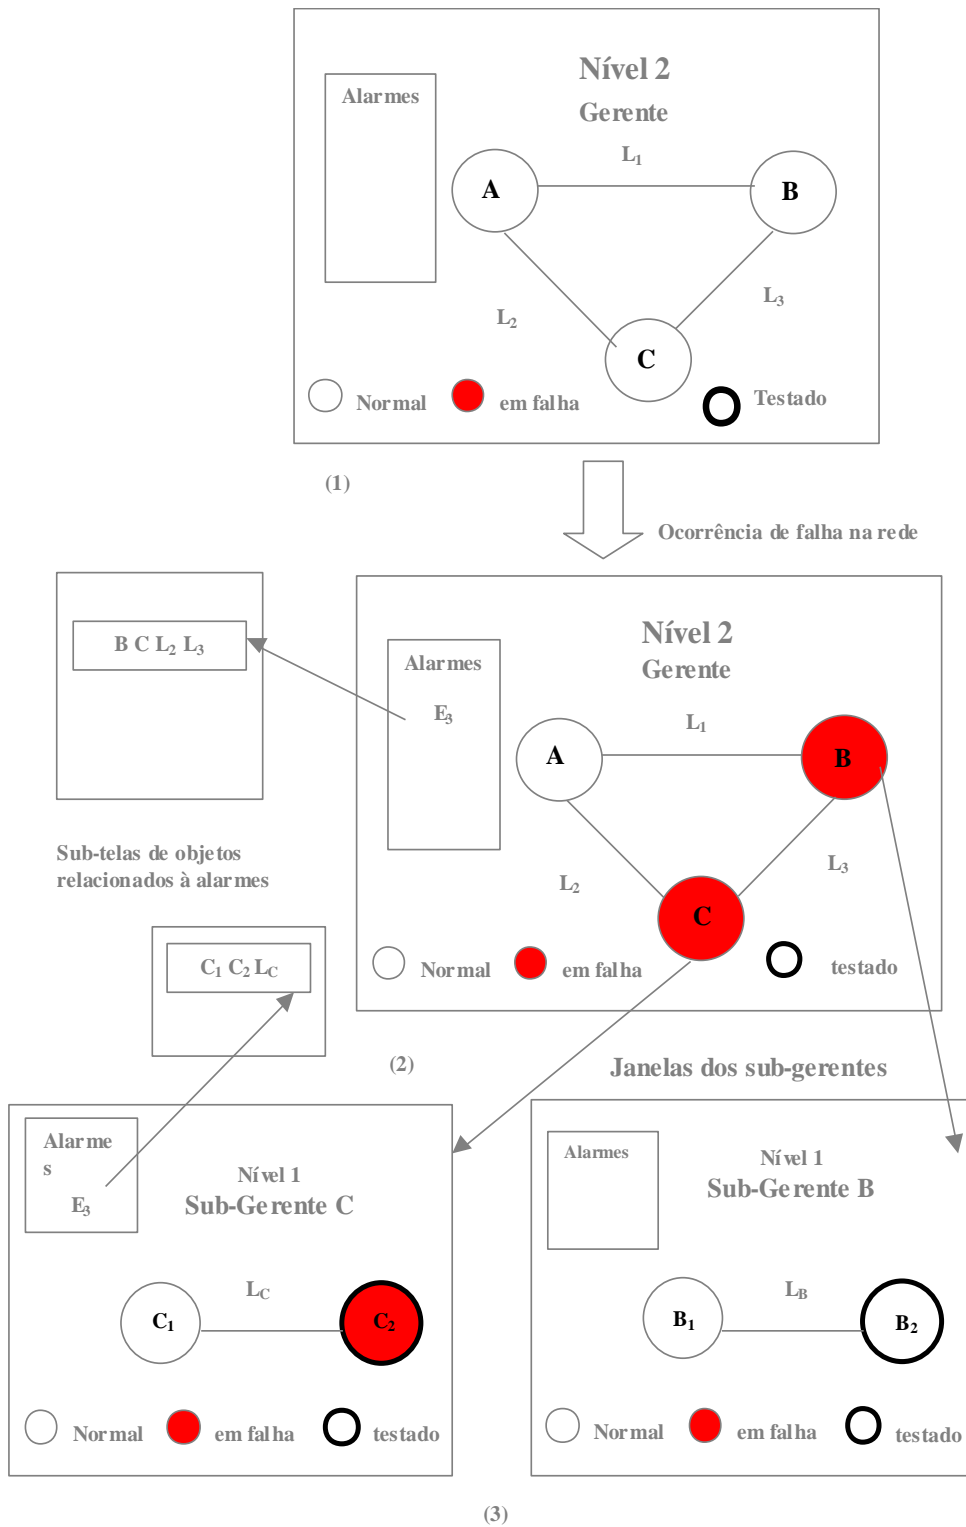 Nível 2
Alarmes
Gerente
L1
A
B
L3
L2
C
Normal
em falha
Testado
(1)
Ocorrência de falha na rede
B C L2 L3
Nível 2
Alarmes
Gerente
E3
L1
A
B
Sub-telas de objetos
relacionados à alarmes
L2
L3
C
C1 C2 LC
Normal
em falha
testado
(2)
Janelas dos sub-gerentes
Alarme
s
E3
Nível 1
Sub-Gerente C
LC
C1
C2
Normal
em falha
testado
Alarmes
Nível 1
Sub-Gerente B
LB
B1
B2
Normal
em falha
testado
(3)